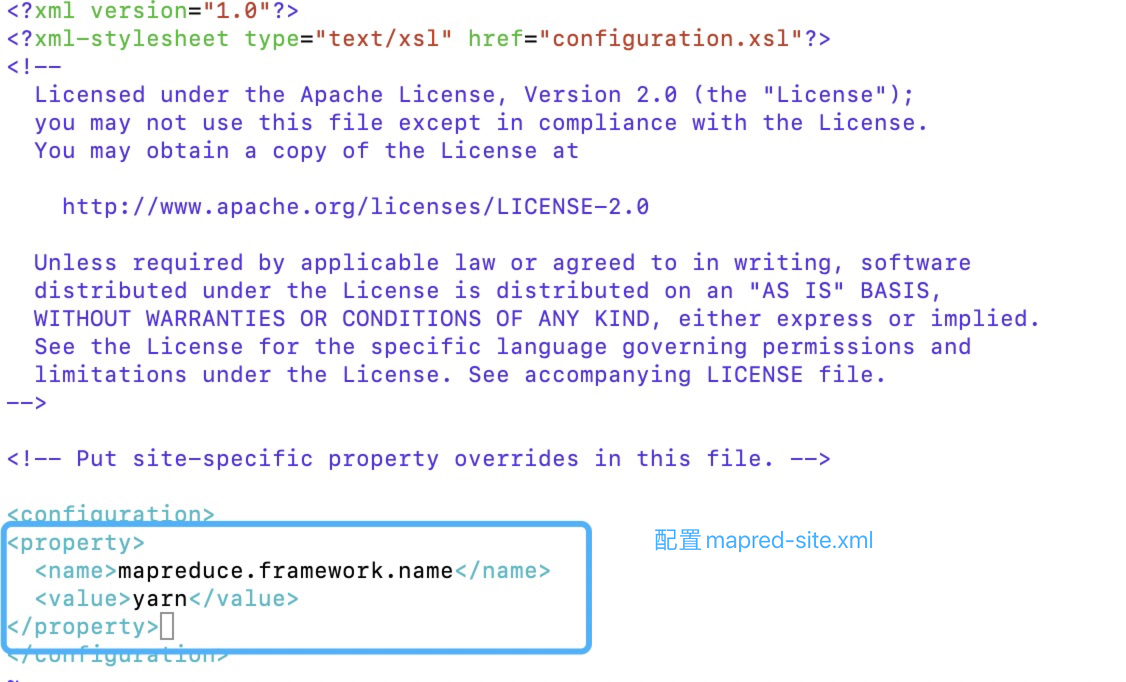 <?xml version="1.0"?>
<?xml-stylesheet type="text/xsl" href="configuration.xsl"?>
<!--
  Licensed under the Apache License, Version 2.0 (the "License");
  you may not use this file except in compliance with the License.
  You may obtain a copy of the License at

    http://www.apache.org/licenses/LICENSE-2.0

  Unless required by applicable law or agreed to in writing, software
  distributed under the License is distributed on an "AS IS" BASIS,
  WITHOUT WARRANTIES OR CONDITIONS OF ANY KIND, either express or implied.
  See the License for the specific language governing permissions and
  limitations under the License. See accompanying LICENSE file.
-->

<!-- Put site-specific property overrides in this file. -->

<configuration>
<property>
配置mapred-site.xml
  <name>mapreduce.framework.name</name>
  <value>yarn</value>
</property>
</configuration>